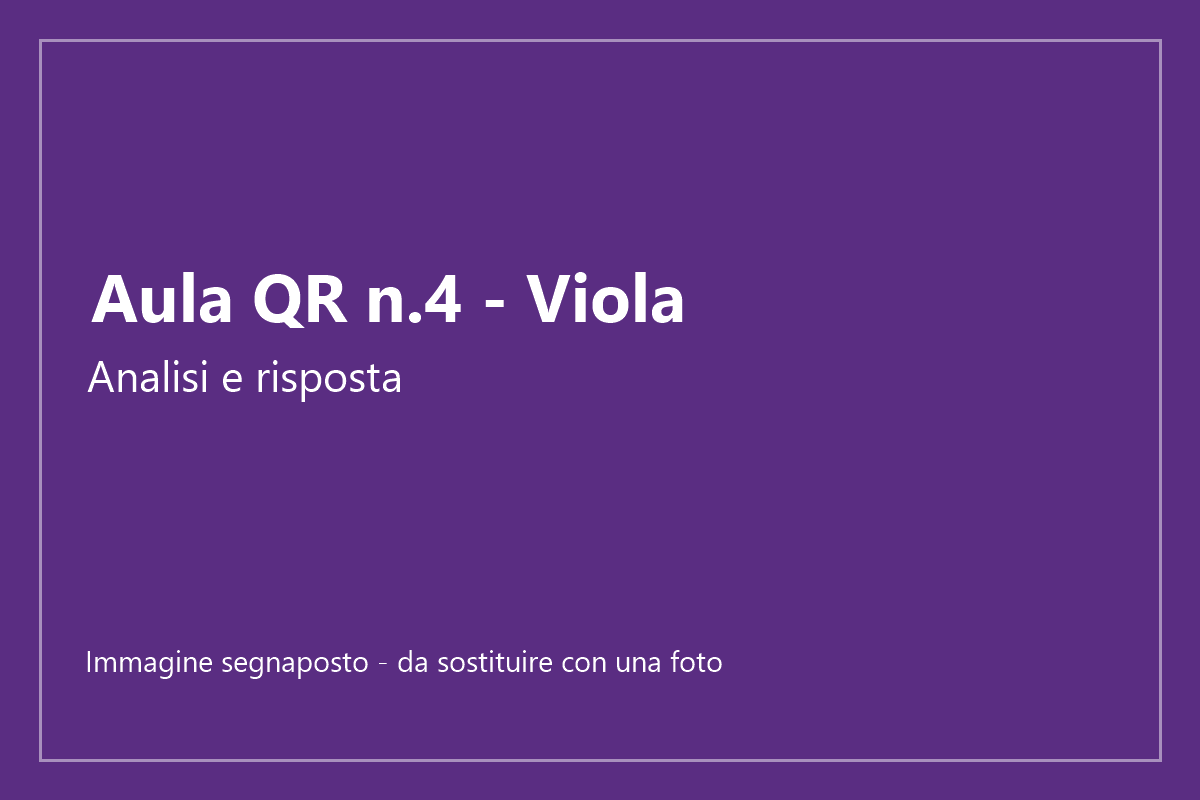 Aula QR n.4 - Viola
Analisi e risposta
Immagine segnaposto - da sostituire con una foto